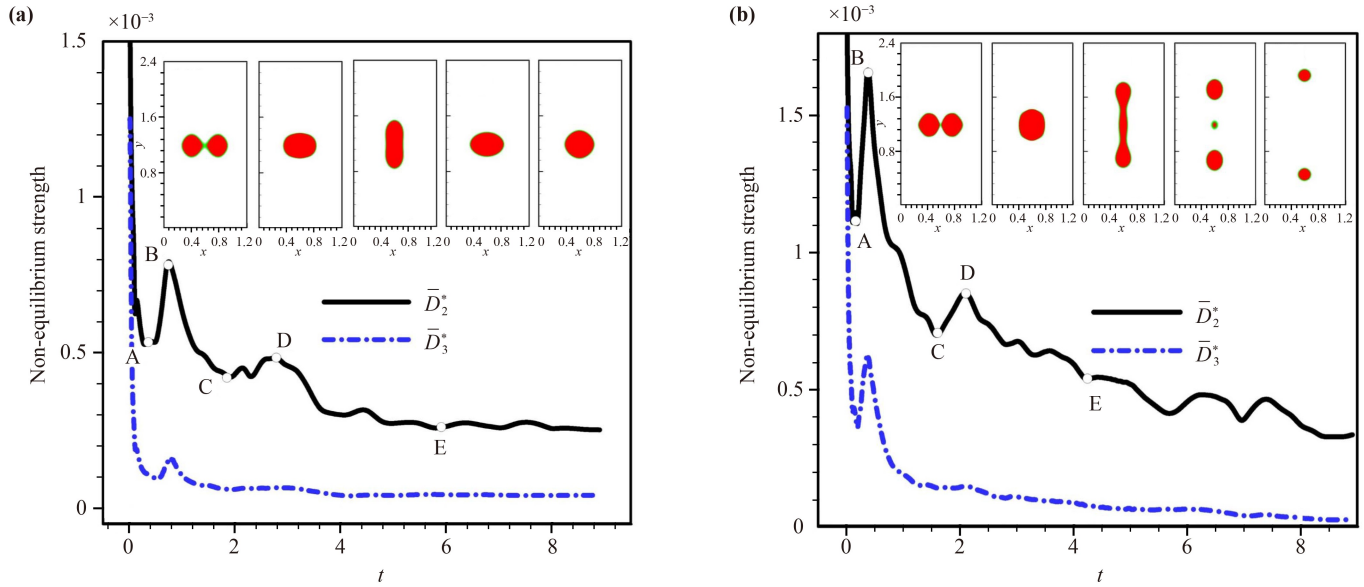 (a)
×10⁻³
1.5
1
0.5
0
Non-equilibrium strength
2.4
1.6
0.8
y
0 0.4 0.8 1.2
x
0.4 0.8 1.2
x
0.4 0.8 1.2
x
0.4 0.8 1.2
x
0.4 0.8 1.2
x
A
B
C
D
E
D̅₂*
D̅₃*
0 2 4 6 8
t
(b)
×10⁻³
1.5
1.0
0.5
0
Non-equilibrium strength
2.4
1.6
0.8
y
0 0.4 0.8 1.2
x
0 0.4 0.8 1.2
x
0 0.4 0.8 1.2
x
0 0.4 0.8 1.2
x
0 0.4 0.8 1.2
x
B
A
D
C
E
D̅₂*
D̅₃*
0 2 4 6 8
t